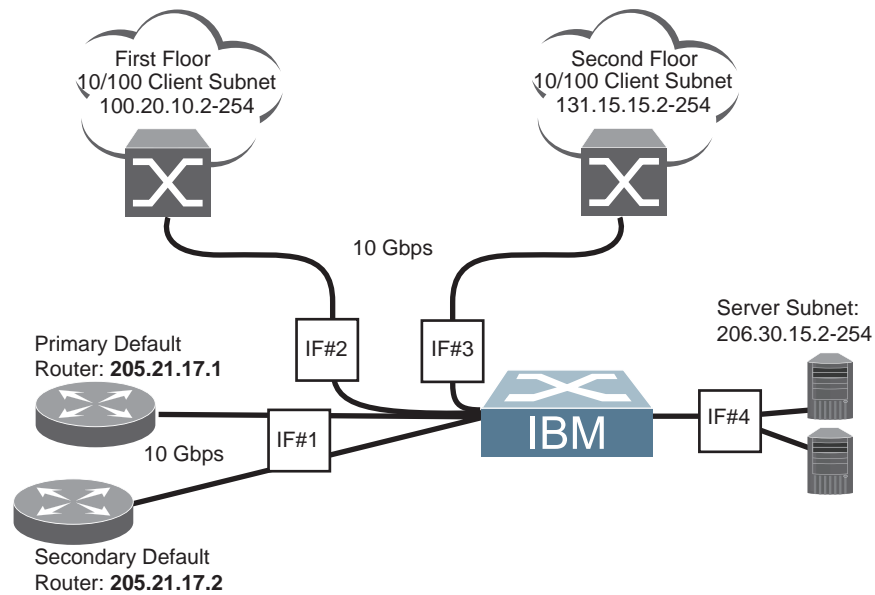 First Floor
10/100 Client Subnet
100.20.10.2-254
Second Floor
10/100 Client Subnet
131.15.15.2-254
10 Gbps
Server Subnet:
206.30.15.2-254
IF#2
IF#3
Primary Default
Router: 205.21.17.1
IF#4
IBM
IF#1
10 Gbps
Secondary Default
Router: 205.21.17.2